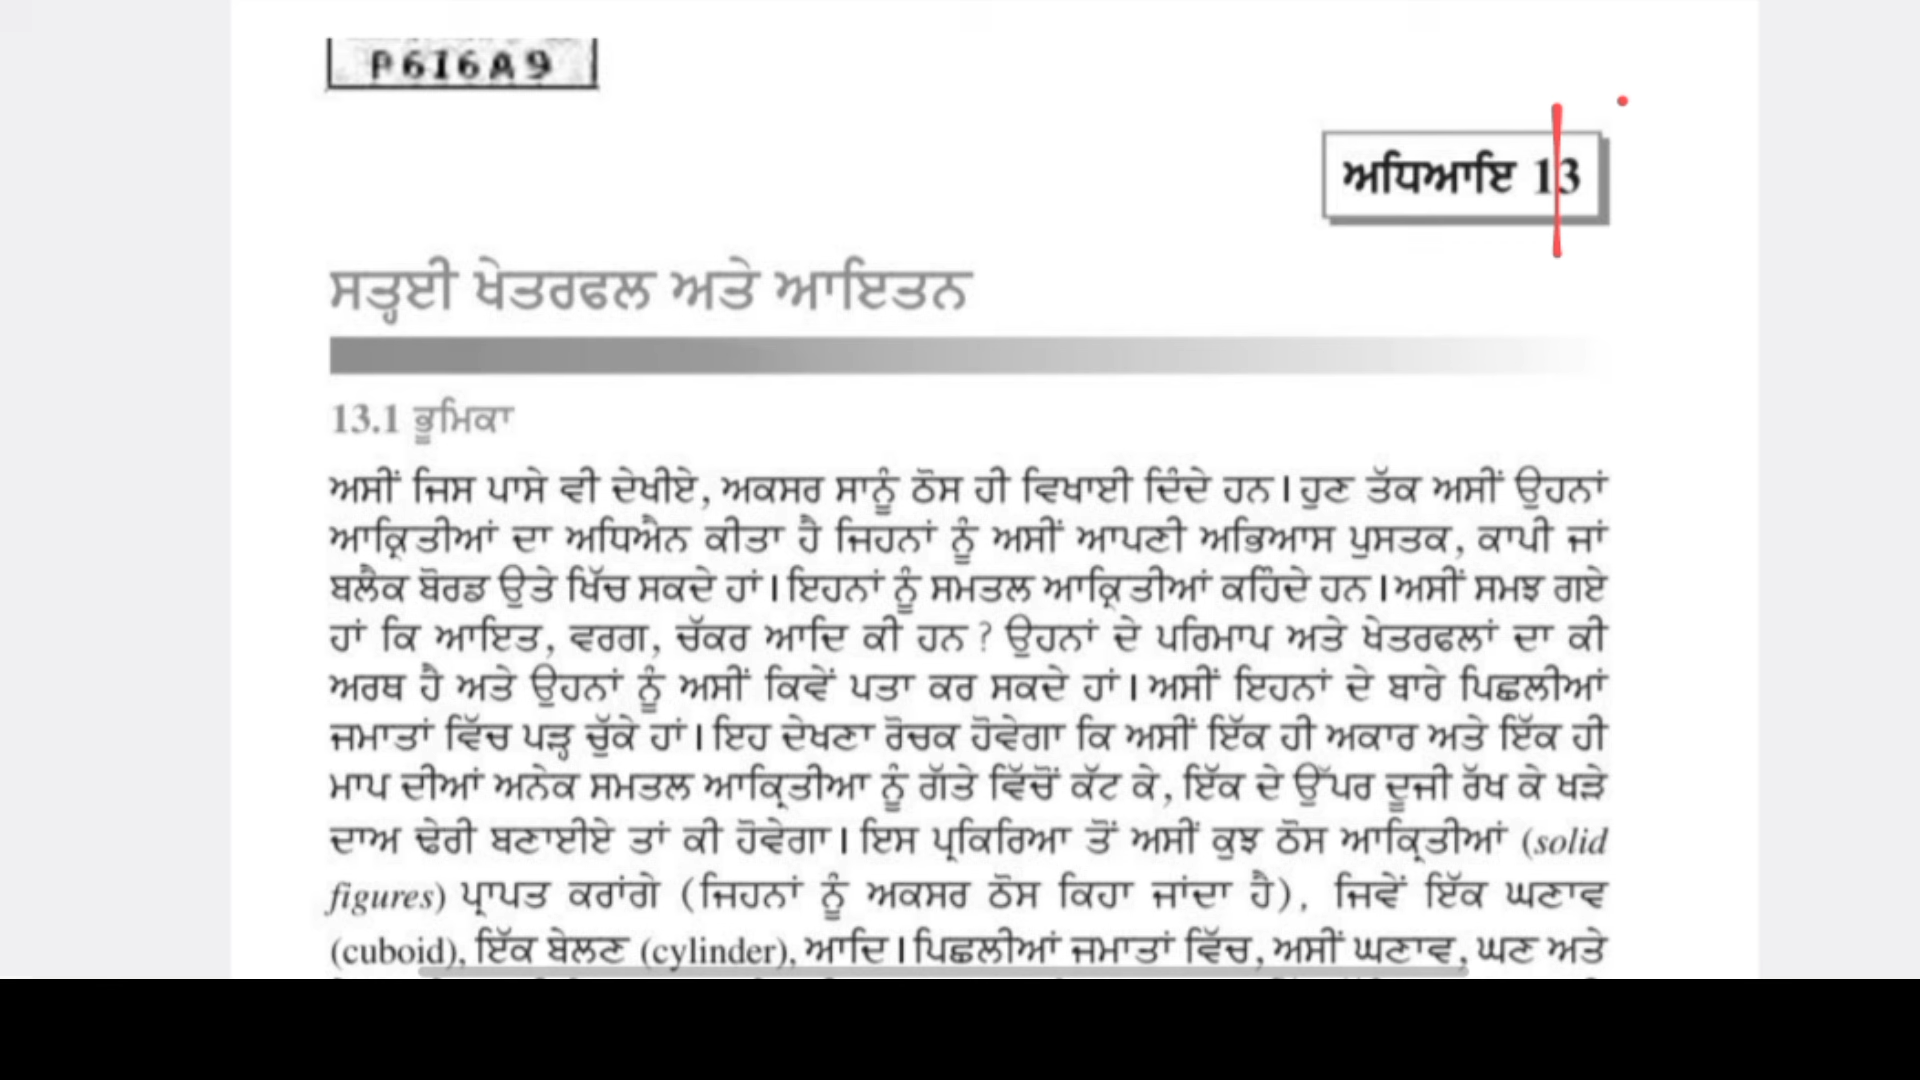 P616A9
ਅਧਿਆਇ 13
ਸਤ੍ਹਈ ਖੇਤਰਫਲ ਅਤੇ ਆਇਤਨ
13.1 ਭੂਮਿਕਾ
ਅਸੀਂ ਜਿਸ ਪਾਸੇ ਵੀ ਦੇਖੀਏ, ਅਕਸਰ ਸਾਨੂੰ ਠੋਸ ਹੀ ਵਿਖਾਈ ਦਿੰਦੇ ਹਨ। ਹੁਣ ਤੱਕ ਅਸੀਂ ਉਹਨਾਂ
ਆਕ੍ਰਿਤੀਆਂ ਦਾ ਅਧਿਐਨ ਕੀਤਾ ਹੈ ਜਿਹਨਾਂ ਨੂੰ ਅਸੀਂ ਆਪਣੀ ਅਭਿਆਸ ਪੁਸਤਕ, ਕਾਪੀ ਜਾਂ
ਬਲੈਕ ਬੋਰਡ ਉਤੇ ਖਿੱਚ ਸਕਦੇ ਹਾਂ। ਇਹਨਾਂ ਨੂੰ ਸਮਤਲ ਆਕ੍ਰਿਤੀਆਂ ਕਹਿੰਦੇ ਹਨ। ਅਸੀਂ ਸਮਝ ਗਏ
ਹਾਂ ਕਿ ਆਇਤ, ਵਰਗ, ਚੱਕਰ ਆਦਿ ਕੀ ਹਨ ? ਉਹਨਾਂ ਦੇ ਪਰਿਮਾਪ ਅਤੇ ਖੇਤਰਫਲਾਂ ਦਾ ਕੀ
ਅਰਥ ਹੈ ਅਤੇ ਉਹਨਾਂ ਨੂੰ ਅਸੀਂ ਕਿਵੇਂ ਪਤਾ ਕਰ ਸਕਦੇ ਹਾਂ। ਅਸੀਂ ਇਹਨਾਂ ਦੇ ਬਾਰੇ ਪਿਛਲੀਆਂ
ਜਮਾਤਾਂ ਵਿੱਚ ਪੜ੍ਹ ਚੁੱਕੇ ਹਾਂ। ਇਹ ਦੇਖਣਾ ਰੋਚਕ ਹੋਵੇਗਾ ਕਿ ਅਸੀਂ ਇੱਕ ਹੀ ਅਕਾਰ ਅਤੇ ਇੱਕ ਹੀ
ਮਾਪ ਦੀਆਂ ਅਨੇਕ ਸਮਤਲ ਆਕ੍ਰਿਤੀਆ ਨੂੰ ਗੱਤੇ ਵਿੱਚੋਂ ਕੱਟ ਕੇ, ਇੱਕ ਦੇ ਉੱਪਰ ਦੂਜੀ ਰੱਖ ਕੇ ਖੜੇ
ਦਾਅ ਢੇਰੀ ਬਣਾਈਏ ਤਾਂ ਕੀ ਹੋਵੇਗਾ। ਇਸ ਪ੍ਰਕਿਰਿਆ ਤੋਂ ਅਸੀਂ ਕੁਝ ਠੋਸ ਆਕ੍ਰਿਤੀਆਂ (solid
figures) ਪ੍ਰਾਪਤ ਕਰਾਂਗੇ (ਜਿਹਨਾਂ ਨੂੰ ਅਕਸਰ ਠੋਸ ਕਿਹਾ ਜਾਂਦਾ ਹੈ), ਜਿਵੇਂ ਇੱਕ ਘਣਾਵ
(cuboid), ਇੱਕ ਬੇਲਣ (cylinder), ਆਦਿ। ਪਿਛਲੀਆਂ ਜਮਾਤਾਂ ਵਿੱਚ, ਅਸੀਂ ਘਣਾਵ, ਘਣ ਅਤੇ